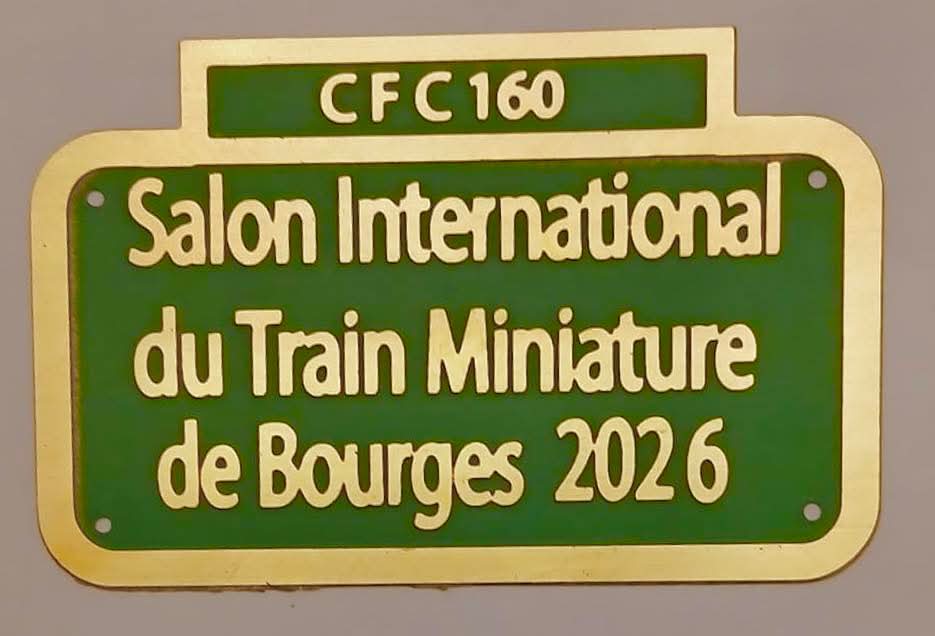 CFC 160
Salon International
du Train Miniature
de Bourges 2026